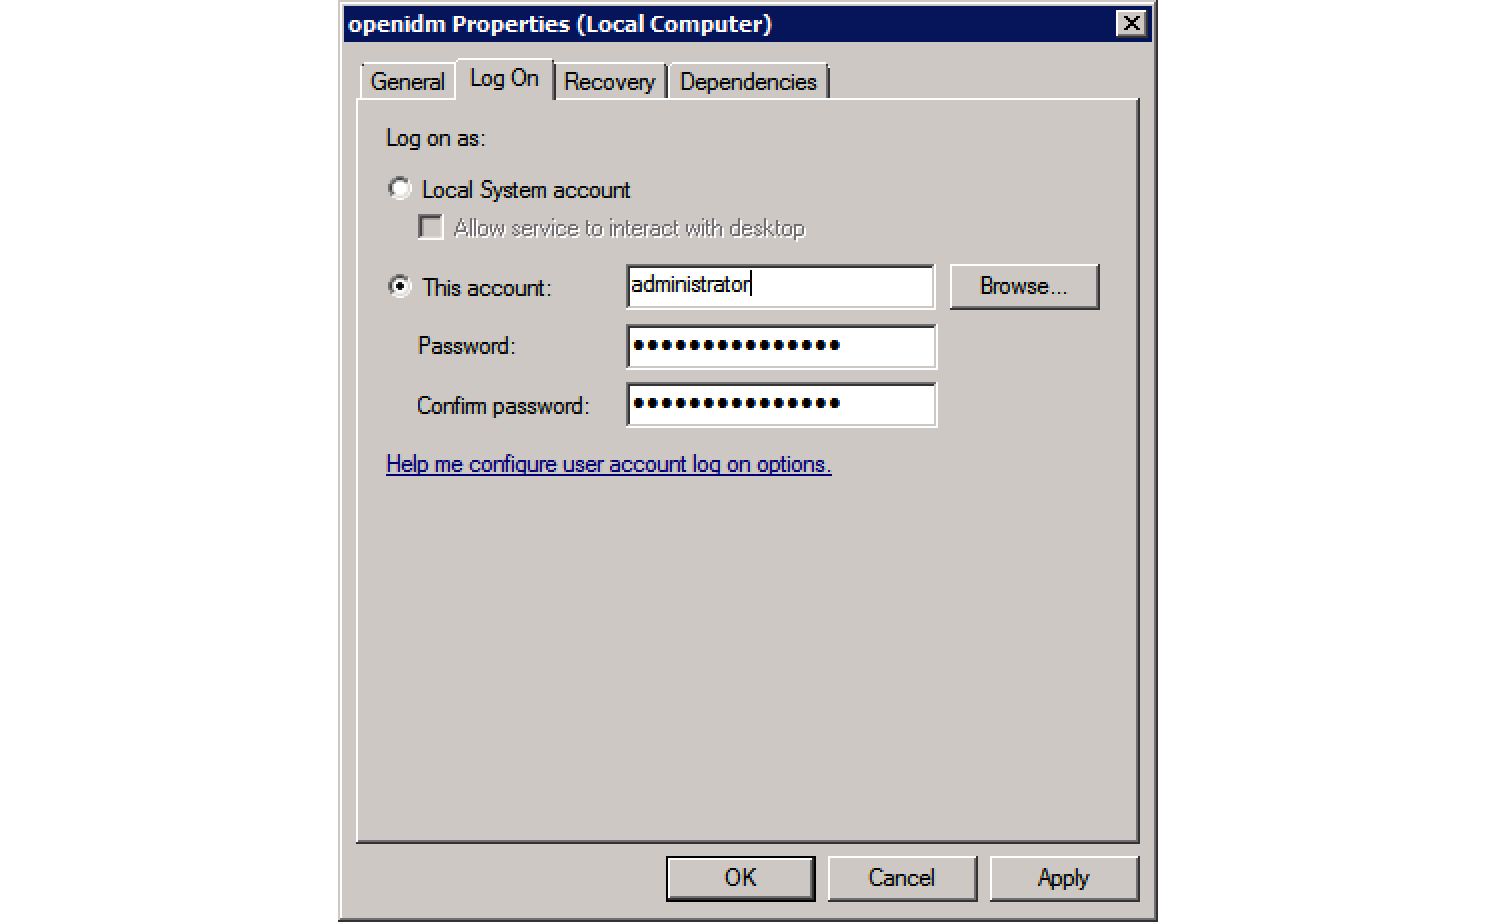 openidm Properties (Local Computer)
General Log On Recovery Dependencies
Log on as:
Local System account
Allow service to interact with desktop
This account: administrator Browse...
Password: •••••••••••••••
Confirm password: •••••••••••••••
Help me configure user account log on options.
OK Cancel Apply